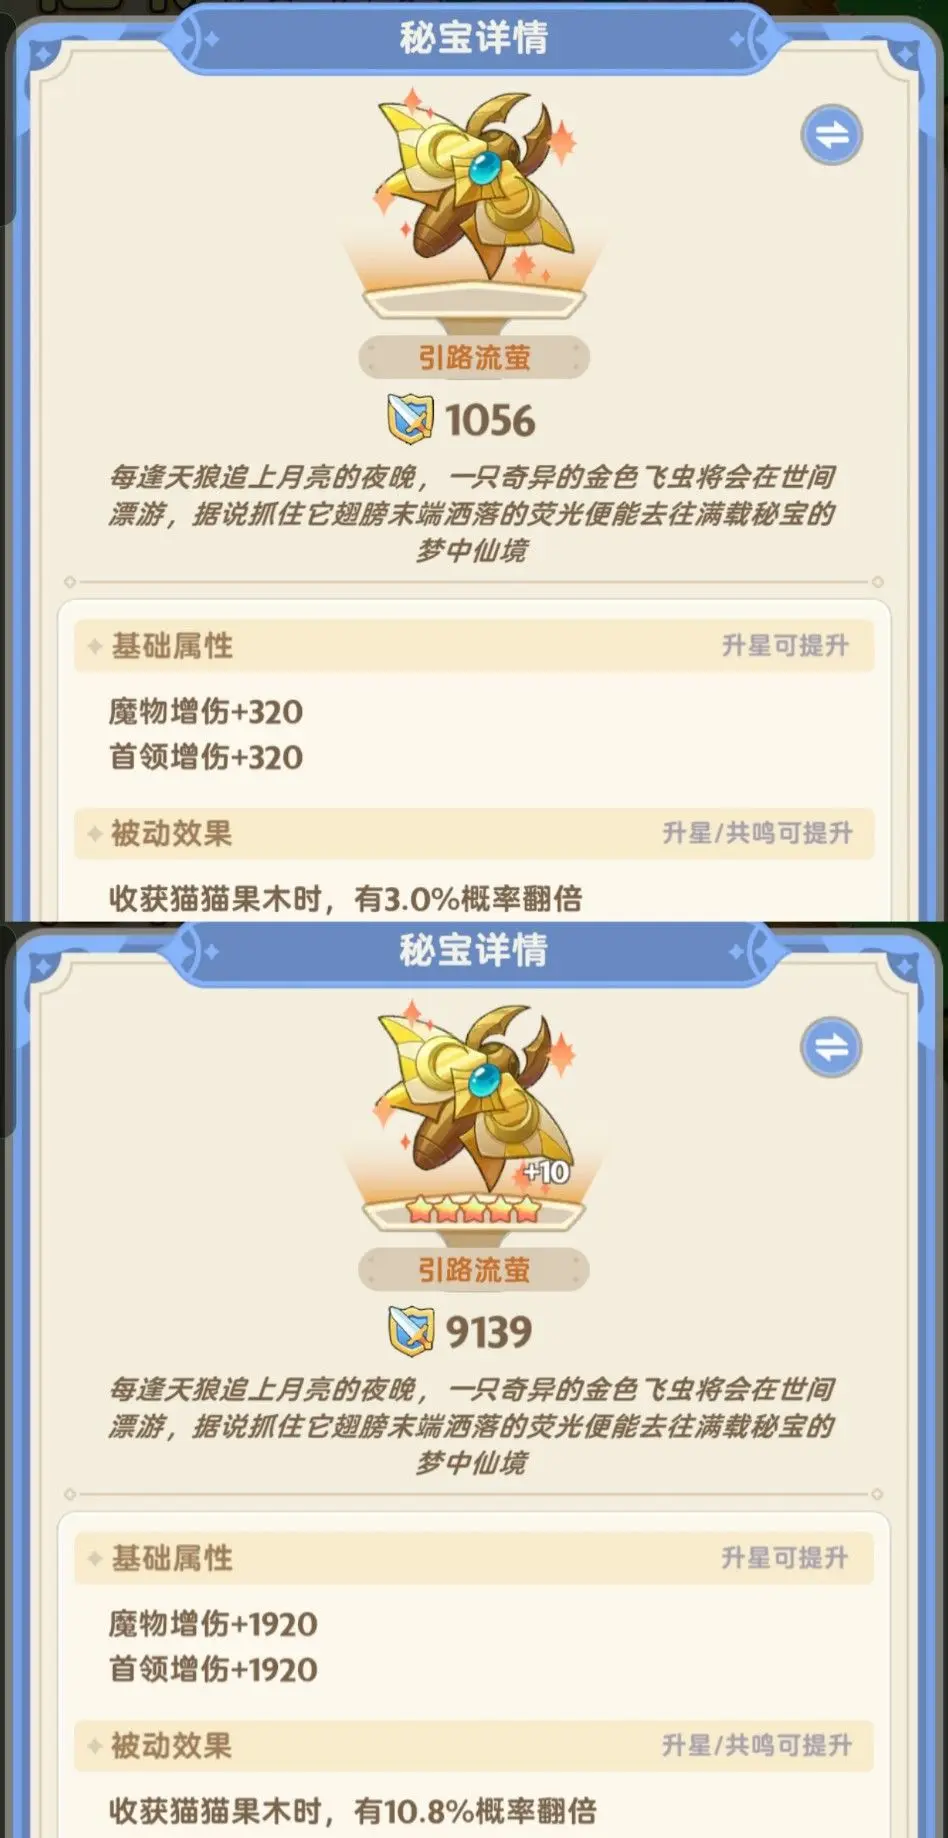 秘宝详情
引路流萤
1056
每逢天狼追上月亮的夜晚，一只奇异的金色飞虫将会在世间
漂游，据说抓住它翅膀末端洒落的荧光便能去往满载秘宝的
梦中仙境
基础属性 升星可提升
魔物增伤+320
首领增伤+320
被动效果 升星/共鸣可提升
收获猫猫果木时，有3.0%概率翻倍
秘宝详情
+10
引路流萤
9139
每逢天狼追上月亮的夜晚，一只奇异的金色飞虫将会在世间
漂游，据说抓住它翅膀末端洒落的荧光便能去往满载秘宝的
梦中仙境
基础属性 升星可提升
魔物增伤+1920
首领增伤+1920
被动效果 升星/共鸣可提升
收获猫猫果木时，有10.8%概率翻倍